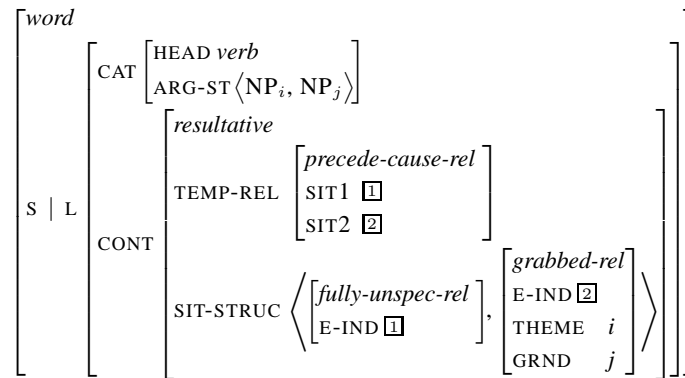 word
CAT HEAD verb
ARG-ST ⟨NPi, NPj⟩
S | L
CONT resultative
TEMP-REL precede-cause-rel
SIT1 1
SIT2 2
SIT-STRUC ⟨ fully-unspec-rel
E-IND 1 , grabbed-rel
E-IND 2
THEME i
GRND j ⟩